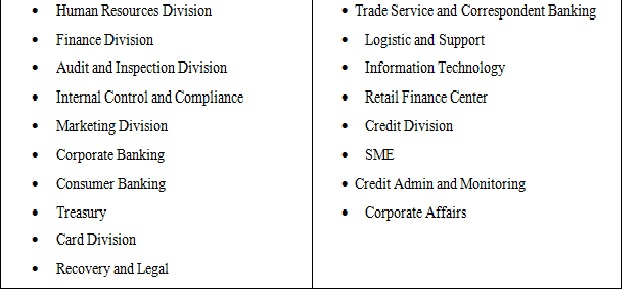 • Human Resources Division
• Finance Division
• Audit and Inspection Division
• Internal Control and Compliance
• Marketing Division
• Corporate Banking
• Consumer Banking
• Treasury
• Card Division
• Recovery and Legal
• Trade Service and Correspondent Banking
• Logistic and Support
• Information Technology
• Retail Finance Center
• Credit Division
• SME
• Credit Admin and Monitoring
• Corporate Affairs